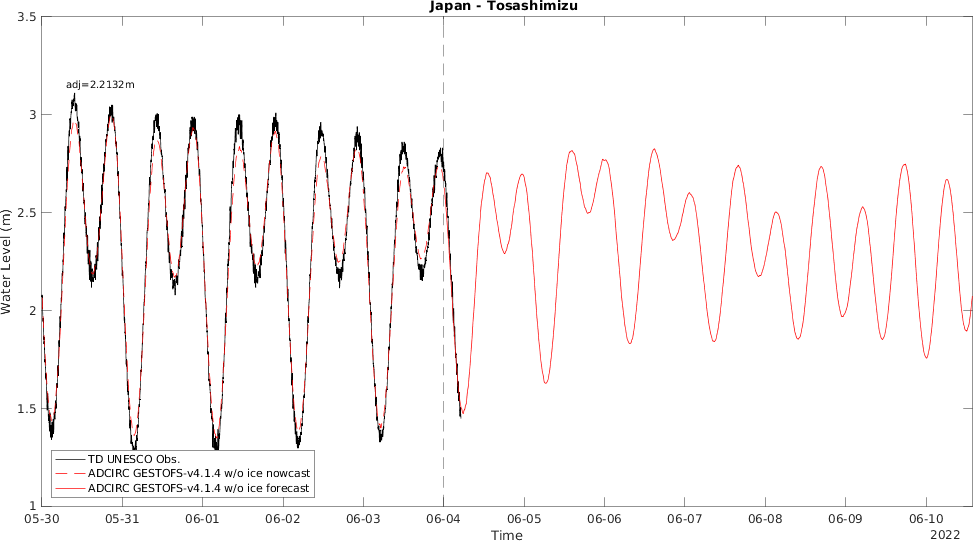 Japan - Tosashimizu
adj=2.2132m
3.5
3
2.5
2
1.5
1
Water Level (m)
TD UNESCO Obs.
ADCIRC GESTOFS-v4.1.4 w/o ice nowcast
ADCIRC GESTOFS-v4.1.4 w/o ice forecast
05-30 05-31 06-01 06-02 06-03 06-04 06-05 06-06 06-07 06-08 06-09 06-10
Time
2022